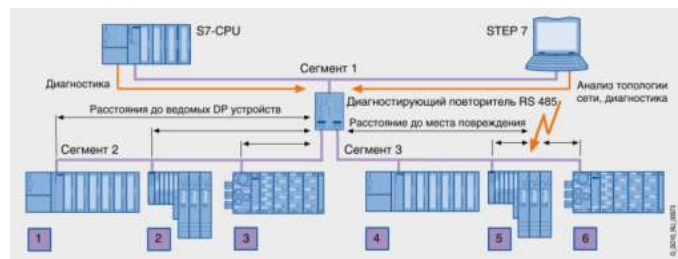 S7-CPU
STEP 7
Сегмент 1
Диагностика
Анализ топологии
сети, диагностика
Расстояния до ведомых DP устройств
Диагностирующий повторитель RS 485
Расстояние до места повреждения
Сегмент 2
Сегмент 3
1
2
3
4
5
6